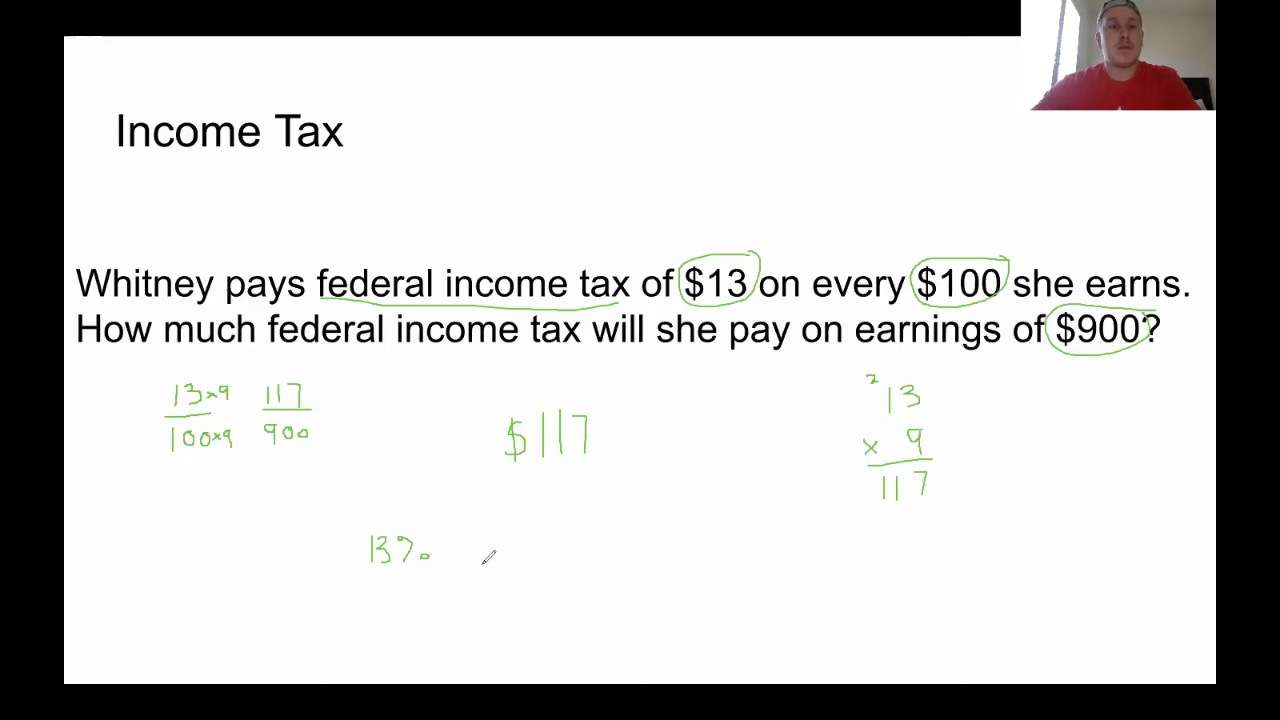 Income Tax
Whitney pays federal income tax of $13 on every $100 she earns.
How much federal income tax will she pay on earnings of $900?
13×9 117
100×9 900
$117
2
13
× 9
117
13%